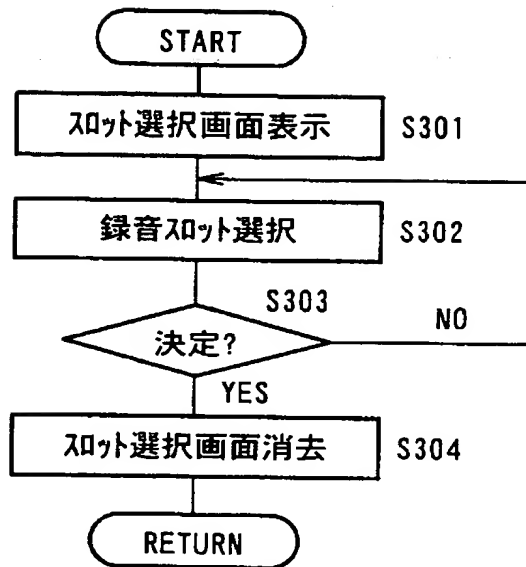 START
スロット選択画面表示 S301
録音スロット選択 S302
S303
決定? NO
YES
スロット選択画面消去 S304
RETURN